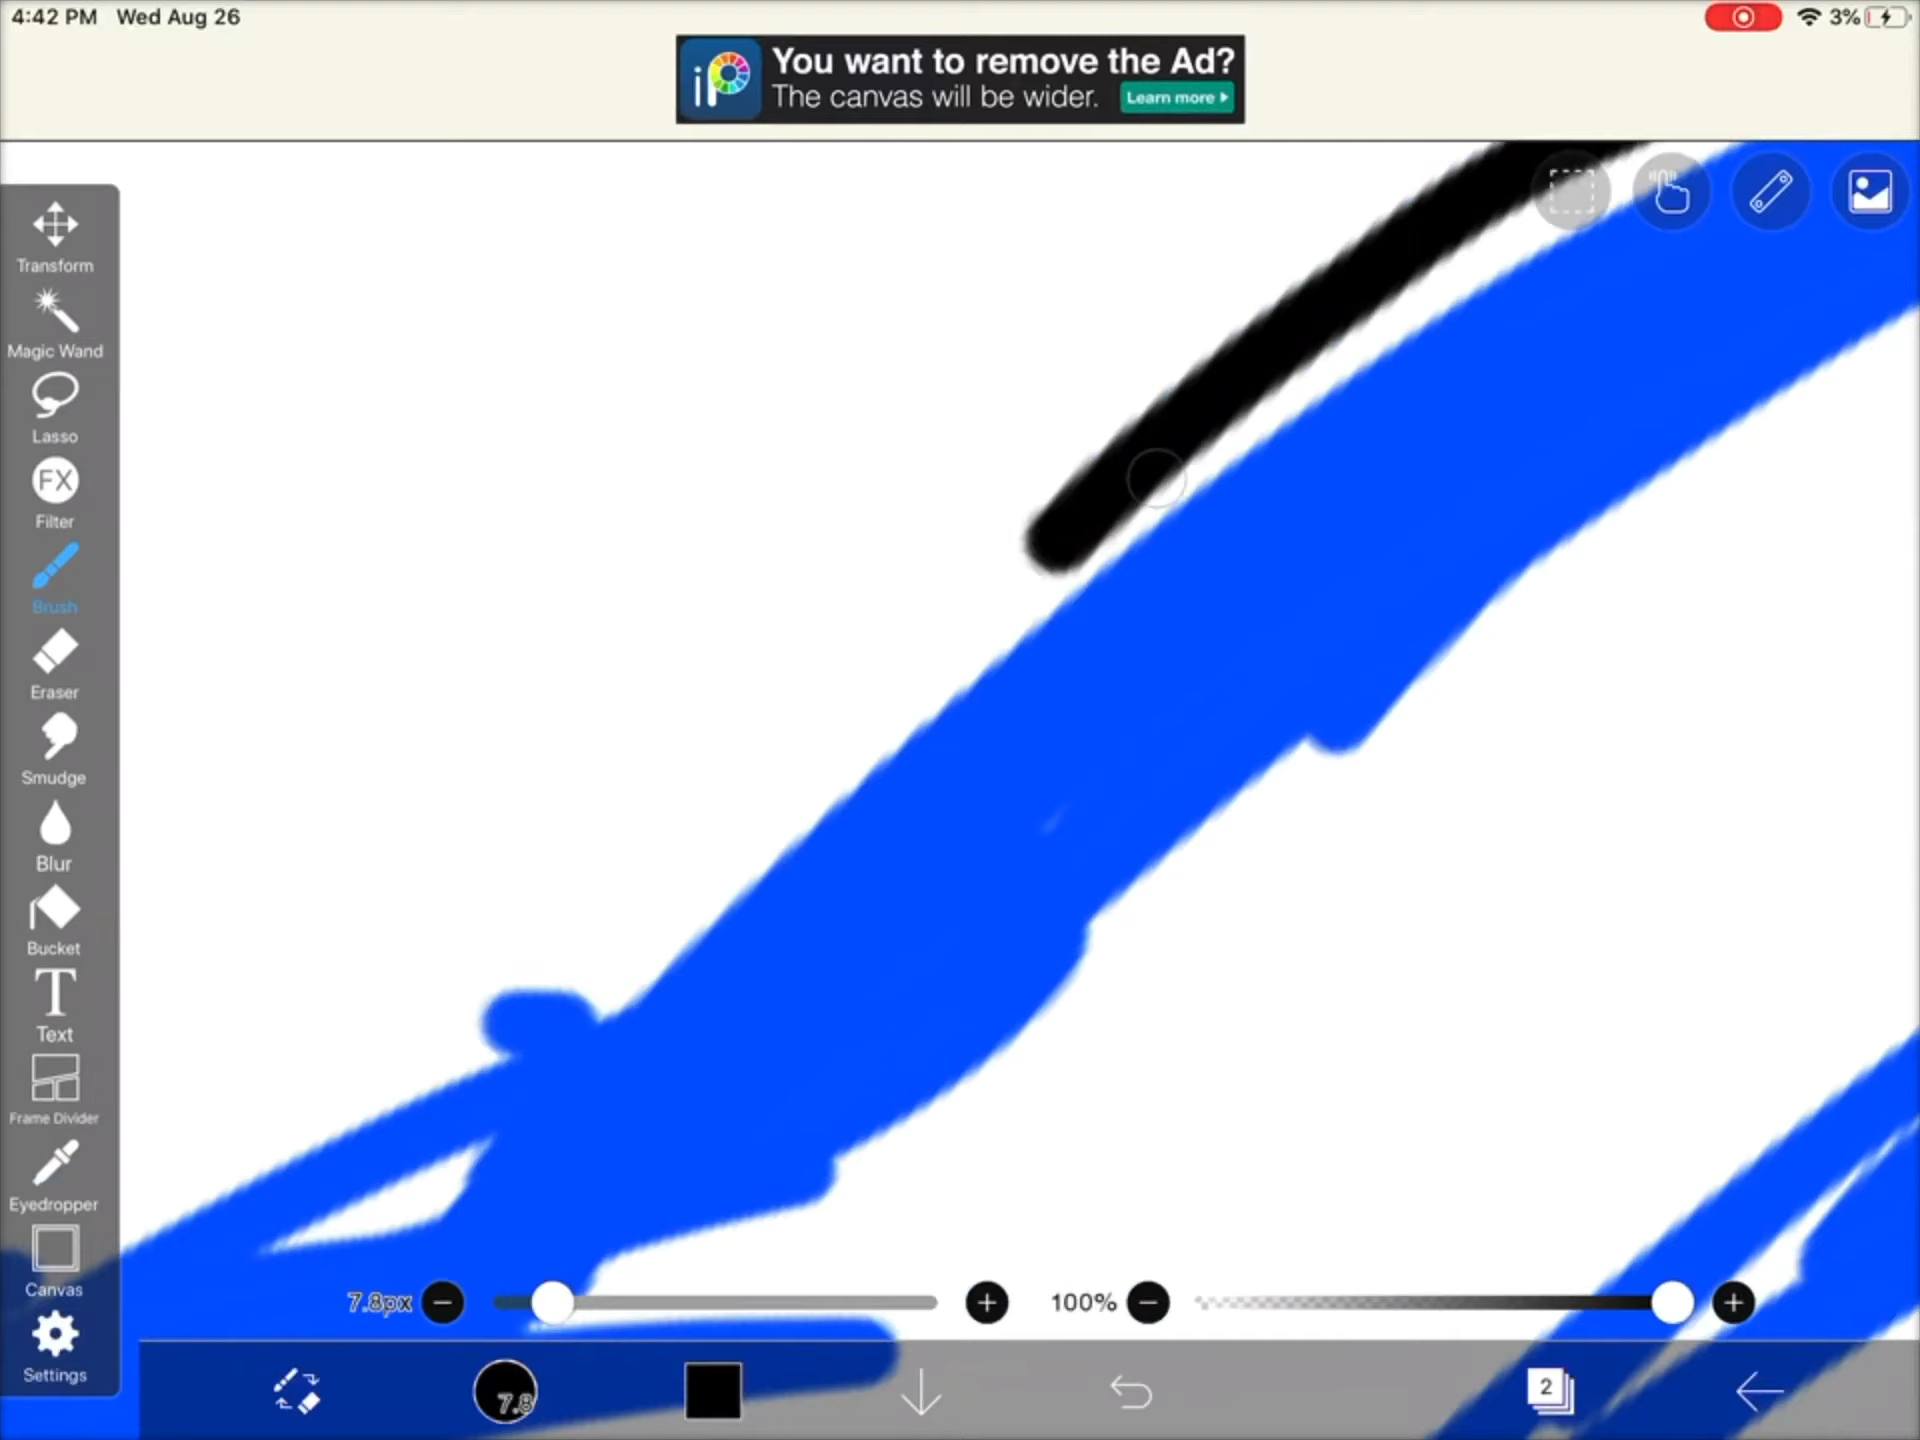 4:42 PM Wed Aug 26
3%
iP
You want to remove the Ad?
The canvas will be wider.
Learn more
Transform
Magic Wand
Lasso
FX
Filter
Brush
Eraser
Smudge
Blur
Bucket
T
Text
Frame Divider
Eyedropper
Canvas
Settings
7.8px
100%
7.8
2